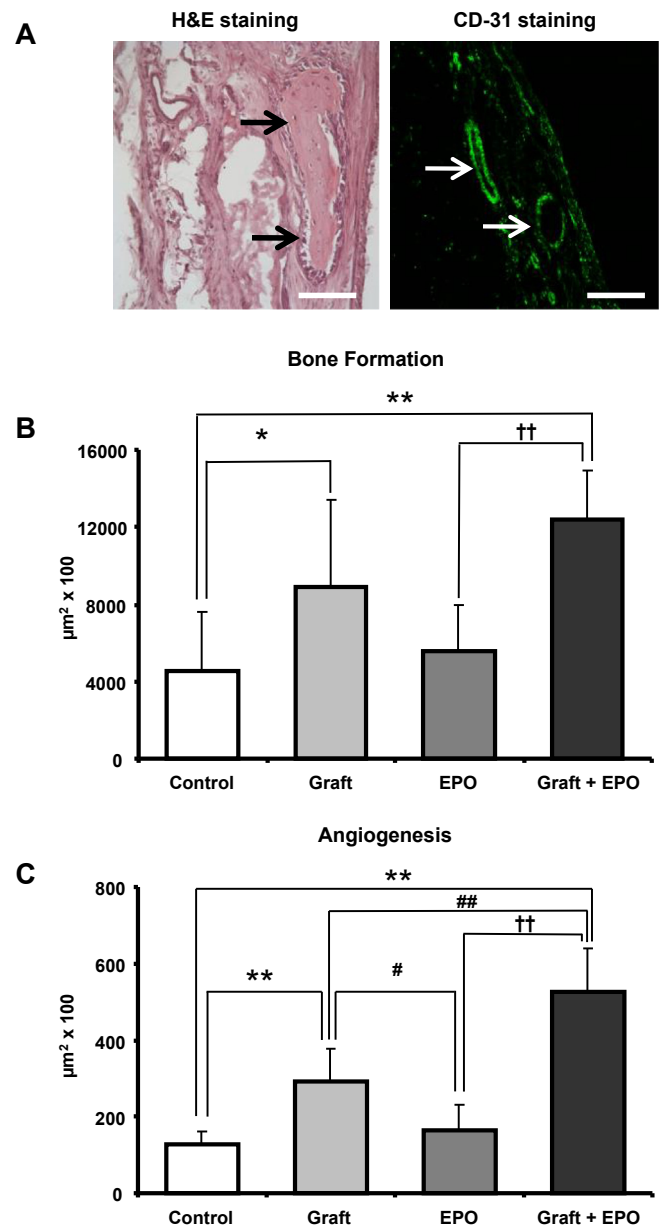 A
H&E staining
CD-31 staining
Bone Formation
B
**
*
††
16000
12000
8000
4000
0
µm² x 100
Control
Graft
EPO
Graft + EPO
Angiogenesis
C
**
##
††
**
#
800
600
400
200
0
µm² x 100
Control
Graft
EPO
Graft + EPO